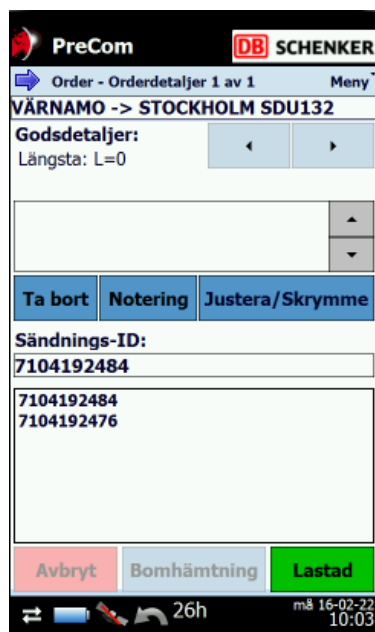 PreCom
DB SCHENKER
Order - Orderdetaljer 1 av 1 Meny
VÄRNAMO -> STOCKHOLM SDU132
Godsdetaljer:
Längsta: L=0
Ta bort Notering Justera/Skrymme
Sändnings-ID:
7104192484
7104192484
7104192476
Avbryt Bomhämtning Lastad
26h må 16-02-22
10:03